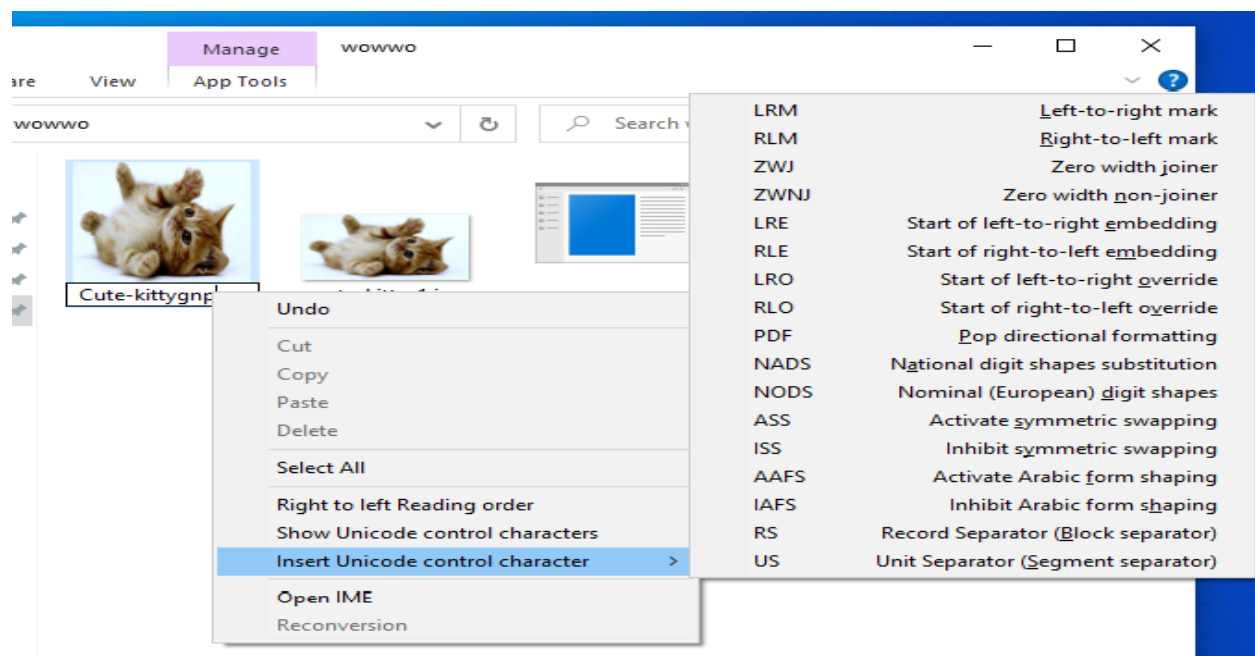 Manage wowwo
are View App Tools
wowwo Search
Cute-kittygnp
Undo
Cut
Copy
Paste
Delete
Select All
Right to left Reading order
Show Unicode control characters
Insert Unicode control character >
Open IME
Reconversion
LRM Left-to-right mark
RLM Right-to-left mark
ZWJ Zero width joiner
ZWNJ Zero width non-joiner
LRE Start of left-to-right embedding
RLE Start of right-to-left embedding
LRO Start of left-to-right override
RLO Start of right-to-left override
PDF Pop directional formatting
NADS National digit shapes substitution
NODS Nominal (European) digit shapes
ASS Activate symmetric swapping
ISS Inhibit symmetric swapping
AAFS Activate Arabic form shaping
IAFS Inhibit Arabic form shaping
RS Record Separator (Block separator)
US Unit Separator (Segment separator)